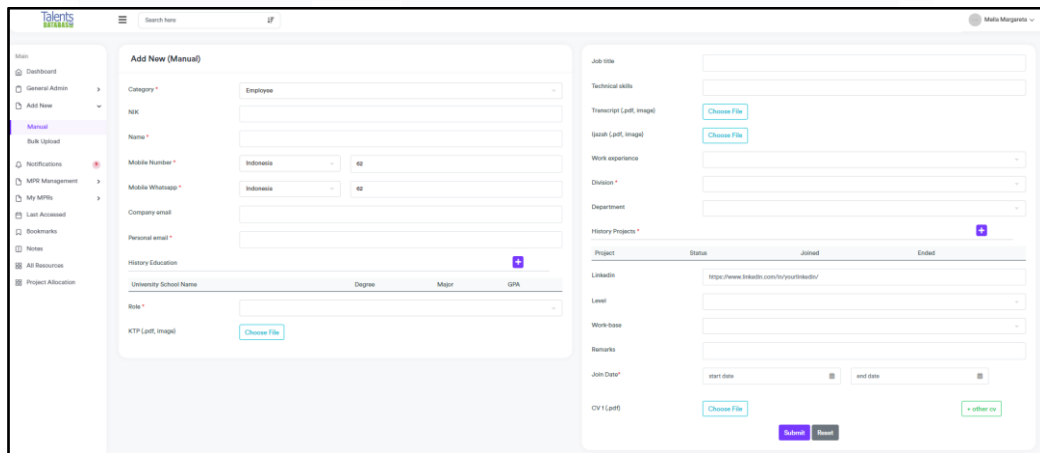 Talents
DATABASE
Search here
Melia Margareta
Main
Dashboard
General Admin
Add New
Manual
Bulk Upload
Notifications
MPR Management
My MPRs
Last Accessed
Bookmarks
Notes
All Resources
Project Allocation
Add New (Manual)
Category *
Employee
NIK
Name *
Mobile Number *
Indonesia
62
Mobile Whatsapp *
Indonesia
62
Company email
Personal email *
History Education
+
University School Name Degree Major GPA
Role *
KTP (.pdf, image)
Choose File
Job title
Technical skills
Transcript (.pdf, image)
Choose File
Ijazah (.pdf, image)
Choose File
Work experience
Division *
Department
History Projects *
+
Project Status Joined Ended
Linkedin
https://www.linkedin.com/in/yourlinkedin/
Level
Work-base
Remarks
Join Date*
start date
end date
CV 1 (.pdf)
Choose File
+ other cv
Submit
Reset